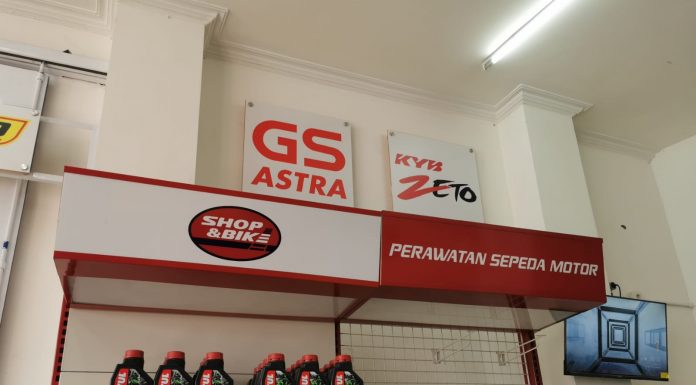 GS
ASTRA
KYB
ZETO
SHOP
&BIKE
PERAWATAN SEPEDA MOTOR